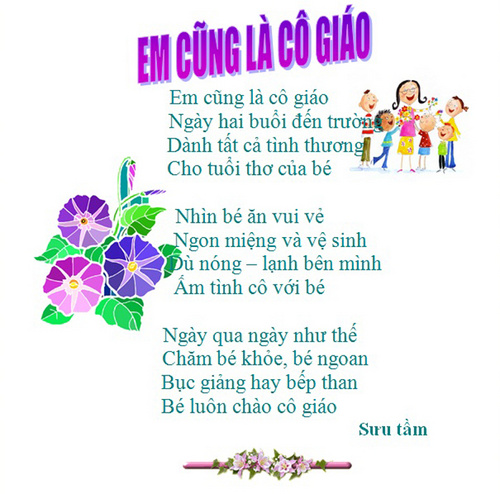 EM CŨNG LÀ CÔ GIÁO
Em cũng là cô giáo
Ngày hai buổi đến trường
Dành tất cả tình thương
Cho tuổi thơ của bé
Nhìn bé ăn vui vẻ
Ngon miệng và vệ sinh
Dù nóng – lạnh bên mình
Ấm tình cô với bé
Ngày qua ngày như thế
Chăm bé khỏe, bé ngoan
Bục giảng hay bếp than
Bé luôn chào cô giáo
Sưu tầm